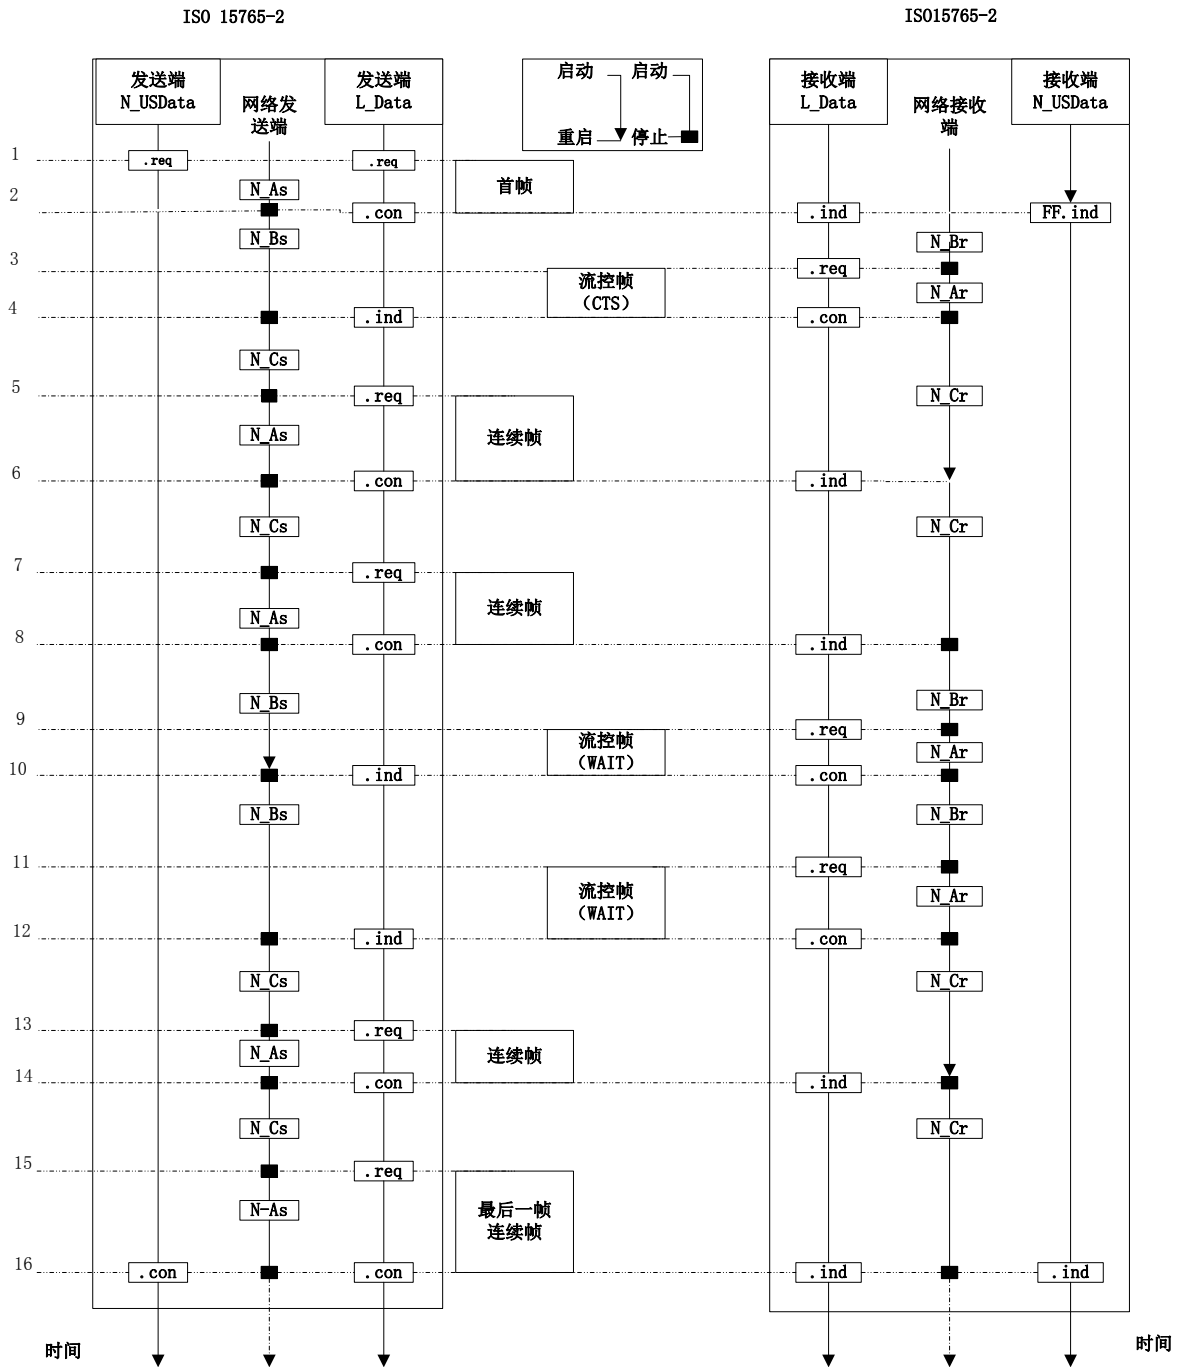 ISO 15765-2
ISO15765-2
发送端
N_USData
网络发
送端
发送端
L_Data
启动
启动
重启
停止
接收端
L_Data
网络接收
端
接收端
N_USData
1
.req
.req
首帧
N_As
2
.con
.ind
FF.ind
N_Bs
N_Br
3
.req
流控帧
(CTS)
N_Ar
4
.ind
.con
N_Cs
5
.req
N_Cr
连续帧
N_As
6
.con
.ind
N_Cs
N_Cr
7
.req
连续帧
N_As
8
.con
.ind
N_Bs
N_Br
9
.req
流控帧
(WAIT)
N_Ar
10
.ind
.con
N_Bs
N_Br
11
.req
流控帧
(WAIT)
N_Ar
12
.ind
.con
N_Cs
N_Cr
13
.req
N_As
连续帧
14
.con
.ind
N_Cs
N_Cr
15
.req
N-As
最后一帧
连续帧
16
.con
.con
.ind
.ind
时间
时间